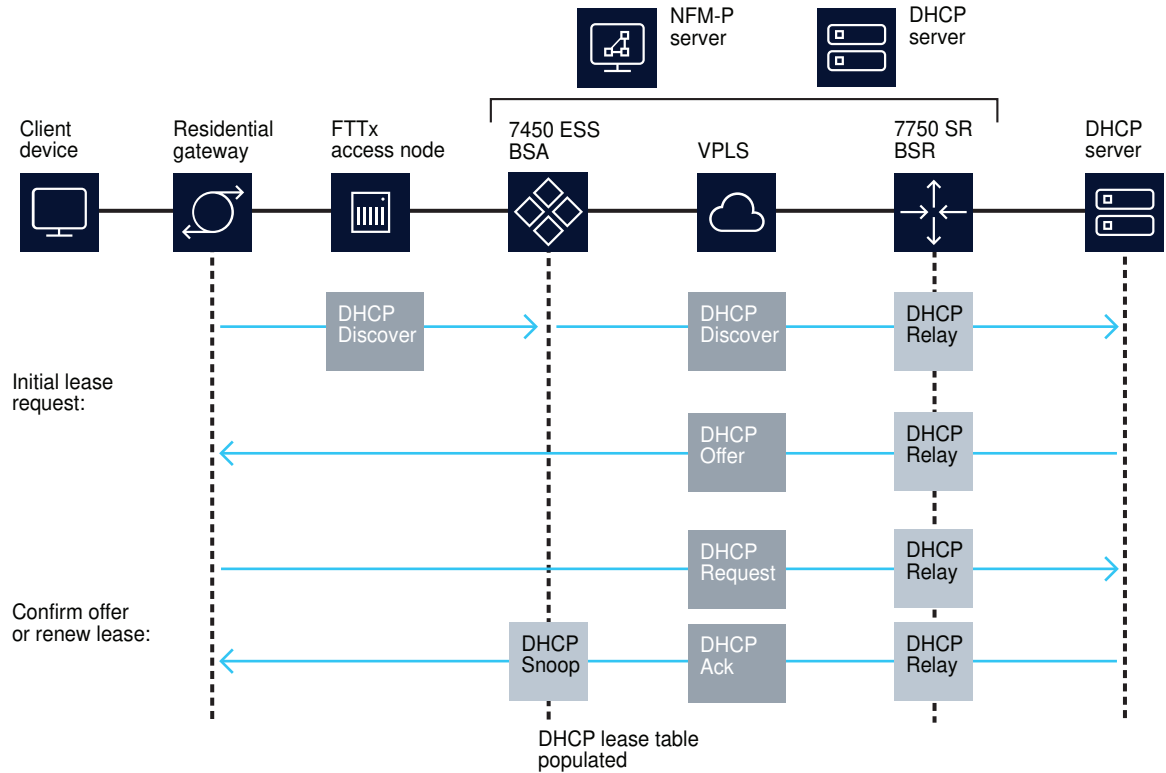 NFM-P
server
DHCP
server
Client
device
Residential
gateway
FTTx
access node
7450 ESS
BSA
VPLS
7750 SR
BSR
DHCP
server
DHCP
Discover
DHCP
Discover
DHCP
Relay
Initial lease
request:
DHCP
Offer
DHCP
Relay
DHCP
Request
DHCP
Relay
Confirm offer
or renew lease:
DHCP
Snoop
DHCP
Ack
DHCP
Relay
DHCP lease table
populated